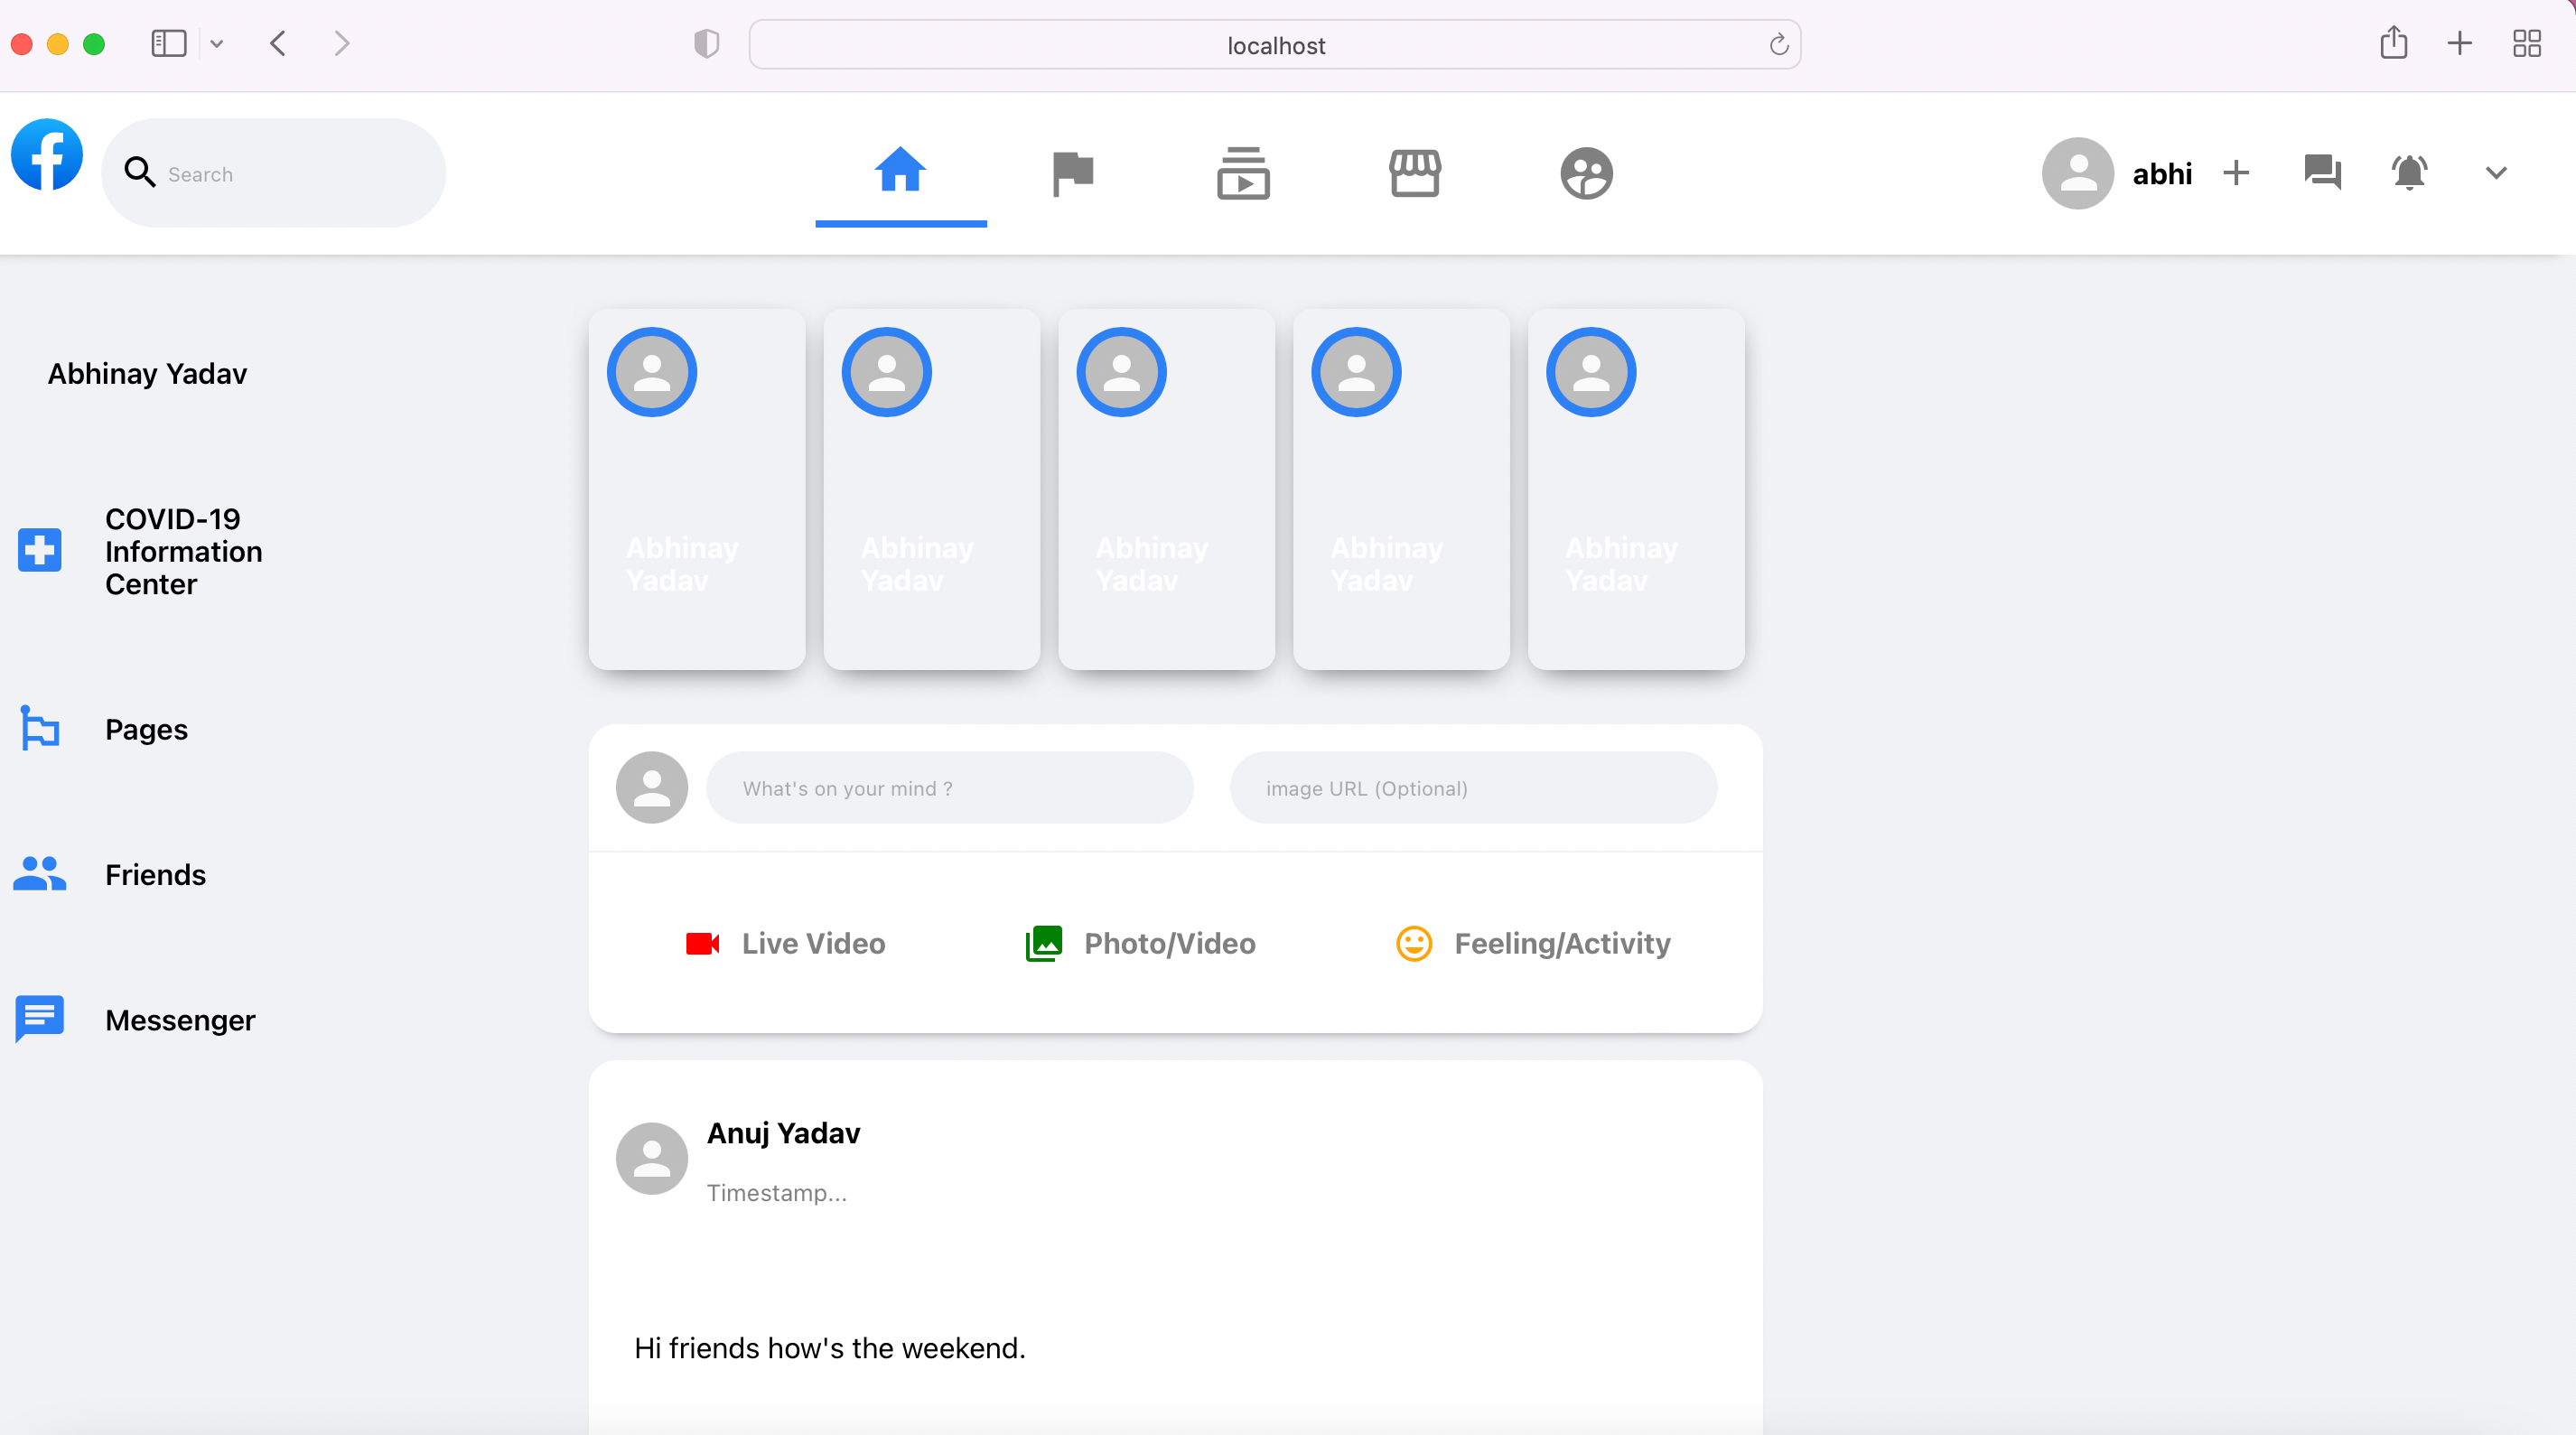 localhost
Search
abhi
Abhinay Yadav
COVID-19
Information
Center
Pages
Friends
Messenger
Abhinay
Yadav
Abhinay
Yadav
Abhinay
Yadav
Abhinay
Yadav
Abhinay
Yadav
What's on your mind ?
image URL (Optional)
Live Video
Photo/Video
Feeling/Activity
Anuj Yadav
Timestamp...
Hi friends how's the weekend.